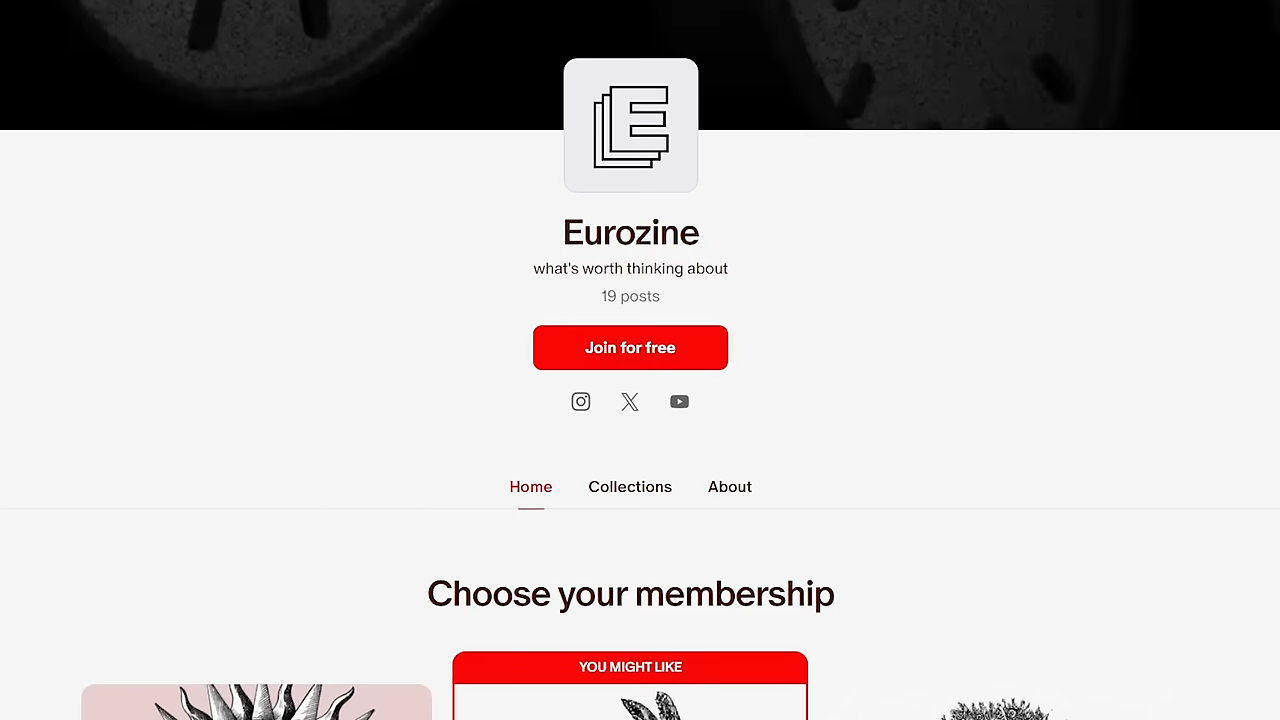 E
Eurozine
what's worth thinking about
19 posts
Join for free
Home
Collections
About
Choose your membership
YOU MIGHT LIKE